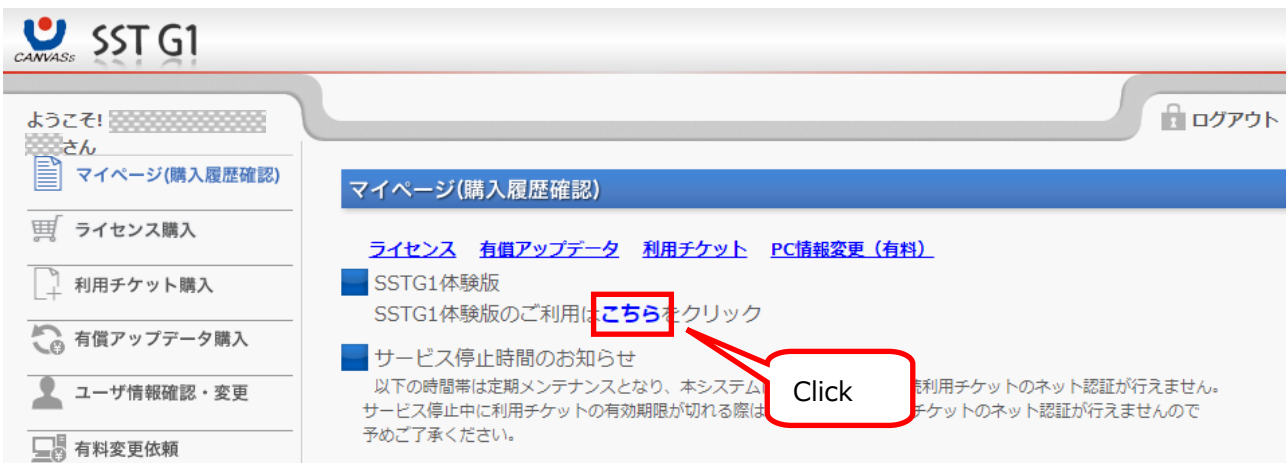 CANVASs SST G1
ようこそ!
さん
ログアウト
マイページ(購入履歴確認)
ライセンス購入
利用チケット購入
有償アップデータ購入
ユーザ情報確認・変更
有料変更依頼
マイページ(購入履歴確認)
ライセンス 有償アップデータ 利用チケット PC情報変更（有料）
SSTG1体験版
SSTG1体験版のご利用はこちらをクリック
サービス停止時間のお知らせ
以下の時間帯は定期メンテナンスとなり、本システム 利用チケットのネット認証が行えません。
サービス停止中に利用チケットの有効期限が切れる際は チケットのネット認証が行えませんので
予めご了承ください。
Click